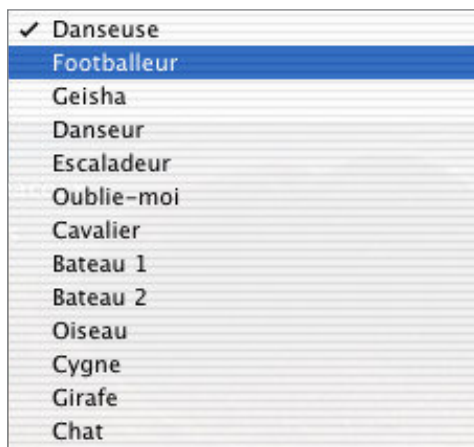 ✓ Danseuse
Footballeur
Geisha
Danseur
Escaladeur
Oublie-moi
Cavalier
Bateau 1
Bateau 2
Oiseau
Cygne
Girafe
Chat